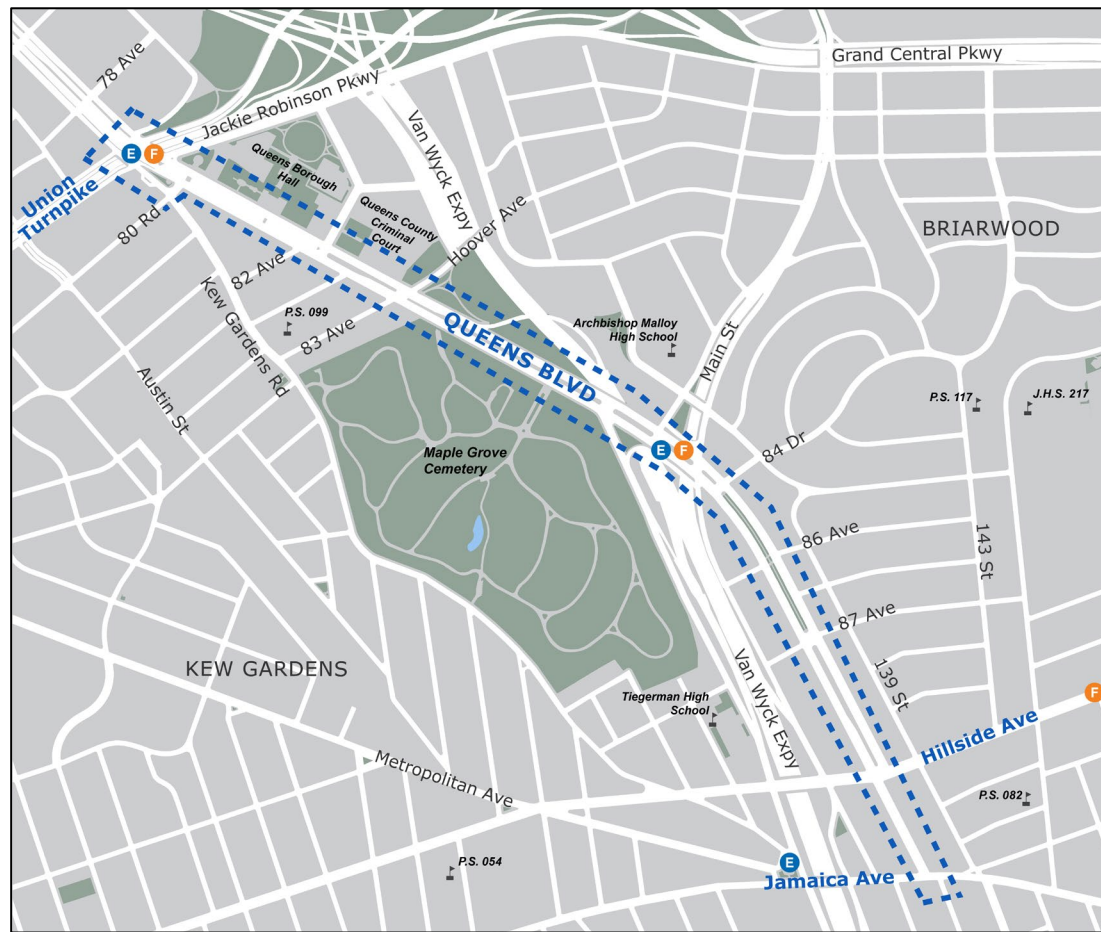 78 Ave
Grand Central Pkwy
Jackie Robinson Pkwy
Van Wyck Expy
E
F
Union
Turnpike
Queens Borough
Hall
80 Rd
Queens County
Criminal
Court
Hoover Ave
BRIARWOOD
82 Ave
Kew Gardens Rd
P.S. 099
83 Ave
QUEENS BLVD
Archbishop Malloy
High School
Main St
Austin St
P.S. 117
J.H.S. 217
Maple Grove
Cemetery
E
F
84 Dr
86 Ave
143 St
87 Ave
KEW GARDENS
139 St
Van Wyck Expy
Tiegerman High
School
F
Hillside Ave
Metropolitan Ave
P.S. 082
P.S. 054
E
Jamaica Ave